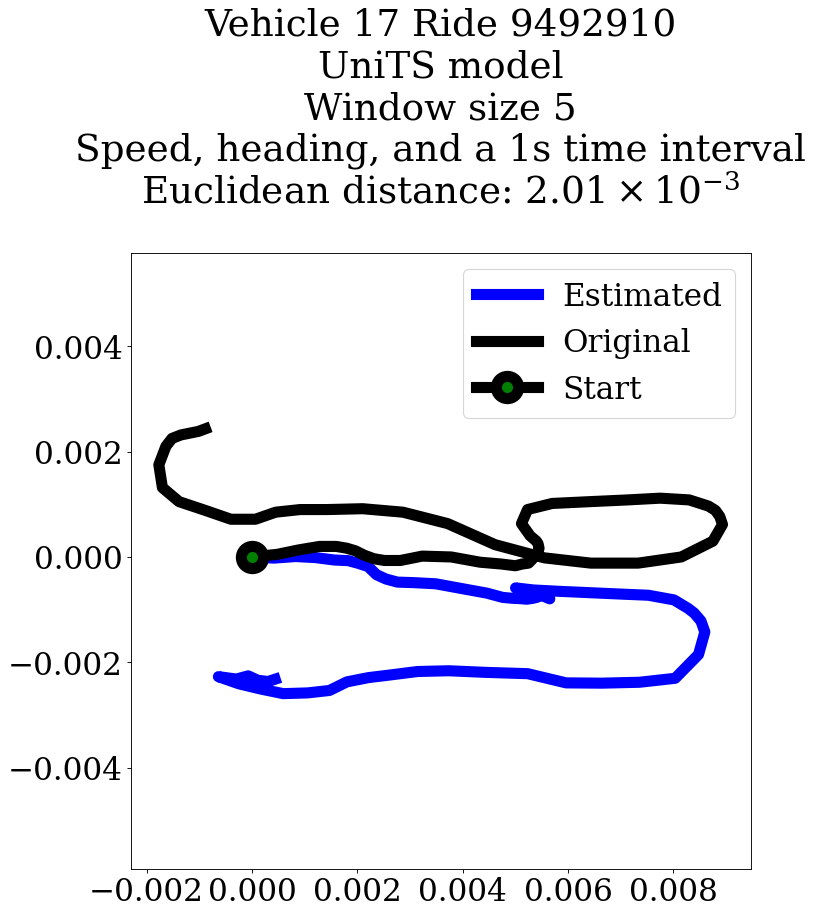 Vehicle 17 Ride 9492910
UniTS model
Window size 5
Speed, heading, and a 1s time interval
Euclidean distance: 2.01 × 10⁻³
Estimated
Original
Start
0.004
0.002
0.000
−0.002
−0.004
−0.002 0.000 0.002 0.004 0.006 0.008